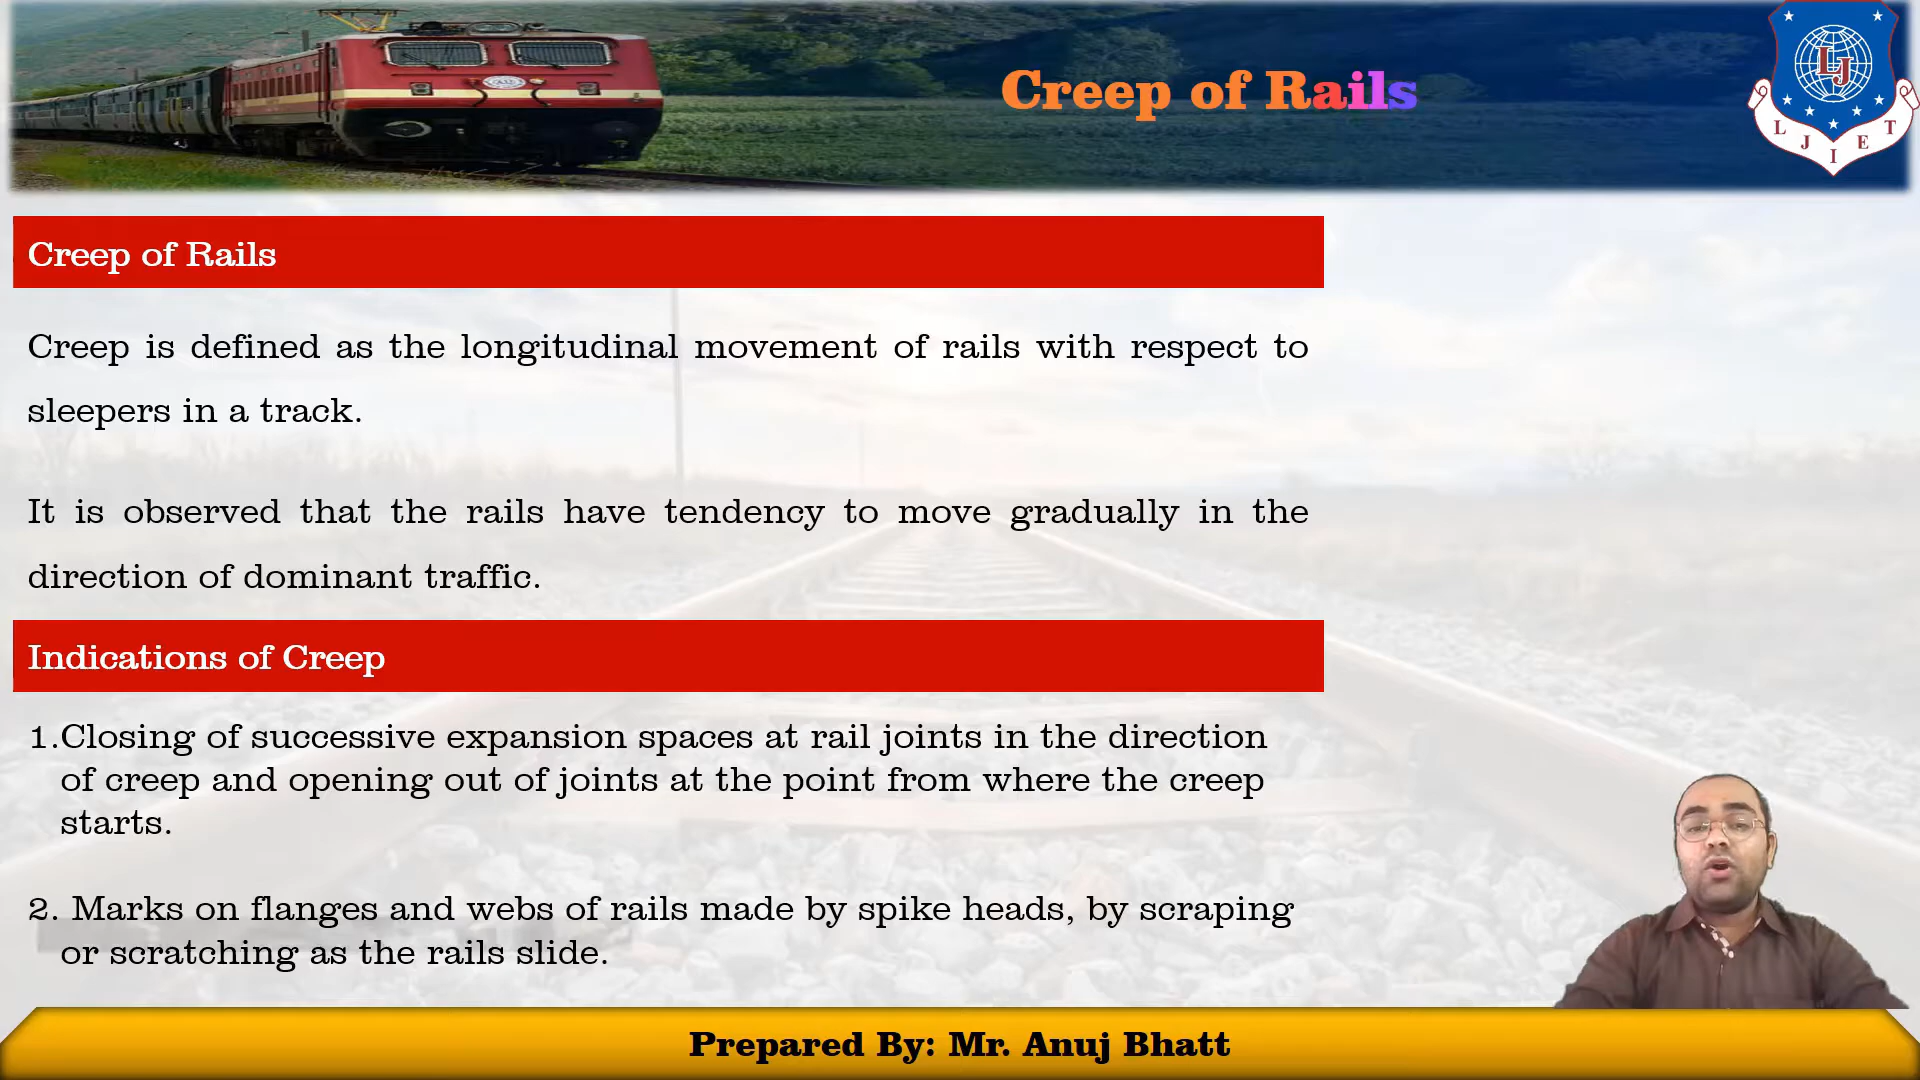 Creep of Rails
LJ
L J I E T
Creep of Rails
Creep is defined as the longitudinal movement of rails with respect to
sleepers in a track.
It is observed that the rails have tendency to move gradually in the
direction of dominant traffic.
Indications of Creep
1.Closing of successive expansion spaces at rail joints in the direction
of creep and opening out of joints at the point from where the creep
starts.
2. Marks on flanges and webs of rails made by spike heads, by scraping
or scratching as the rails slide.
Prepared By: Mr. Anuj Bhatt